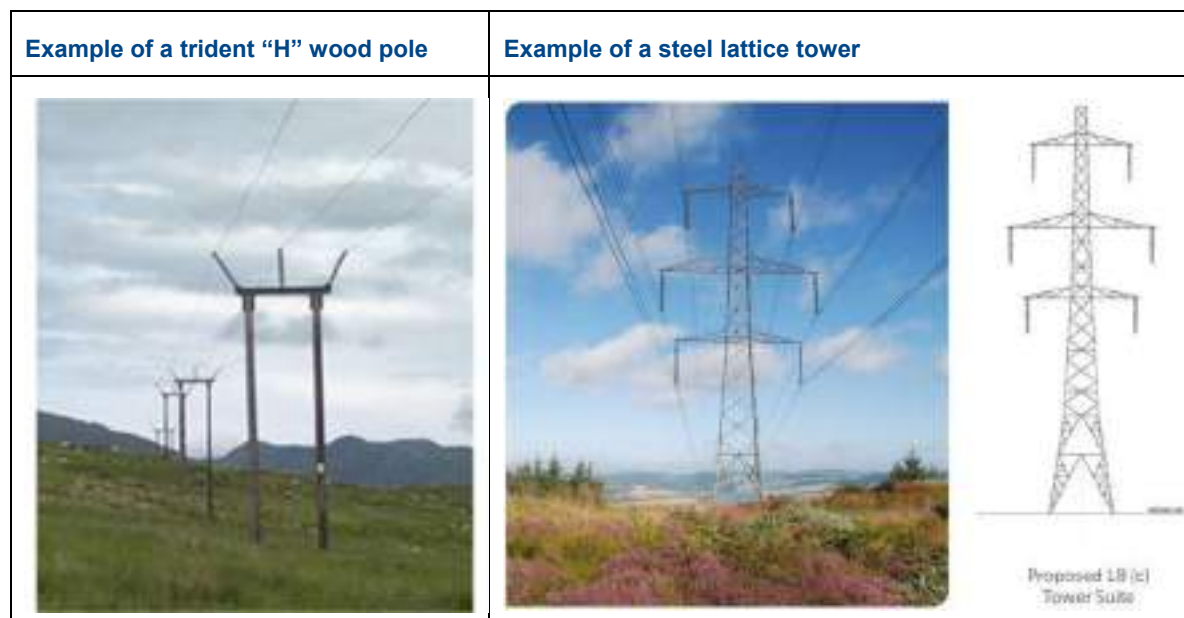 Example of a trident “H” wood pole
Example of a steel lattice tower
Proposed L8 (c)
Tower Suite